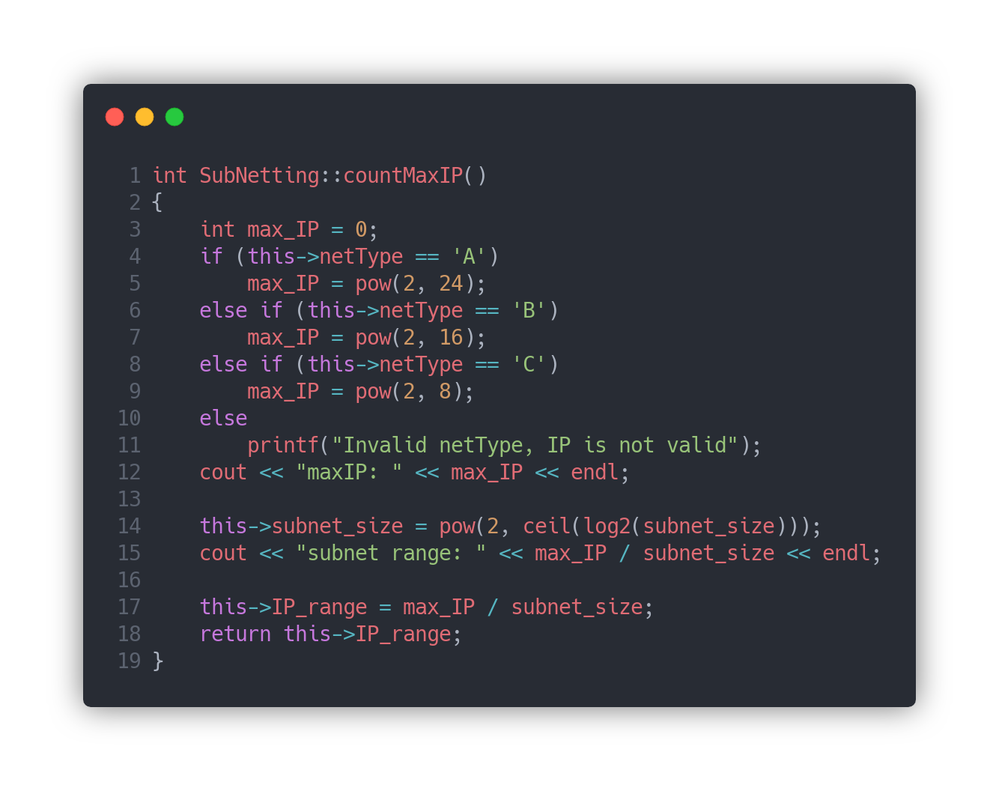 1 int SubNetting::countMaxIP()
2 {
3     int max_IP = 0;
4     if (this->netType == 'A')
5         max_IP = pow(2, 24);
6     else if (this->netType == 'B')
7         max_IP = pow(2, 16);
8     else if (this->netType == 'C')
9         max_IP = pow(2, 8);
10     else
11         printf("Invalid netType, IP is not valid");
12     cout << "maxIP: " << max_IP << endl;
13
14     this->subnet_size = pow(2, ceil(log2(subnet_size)));
15     cout << "subnet range: " << max_IP / subnet_size << endl;
16
17     this->IP_range = max_IP / subnet_size;
18     return this->IP_range;
19 }